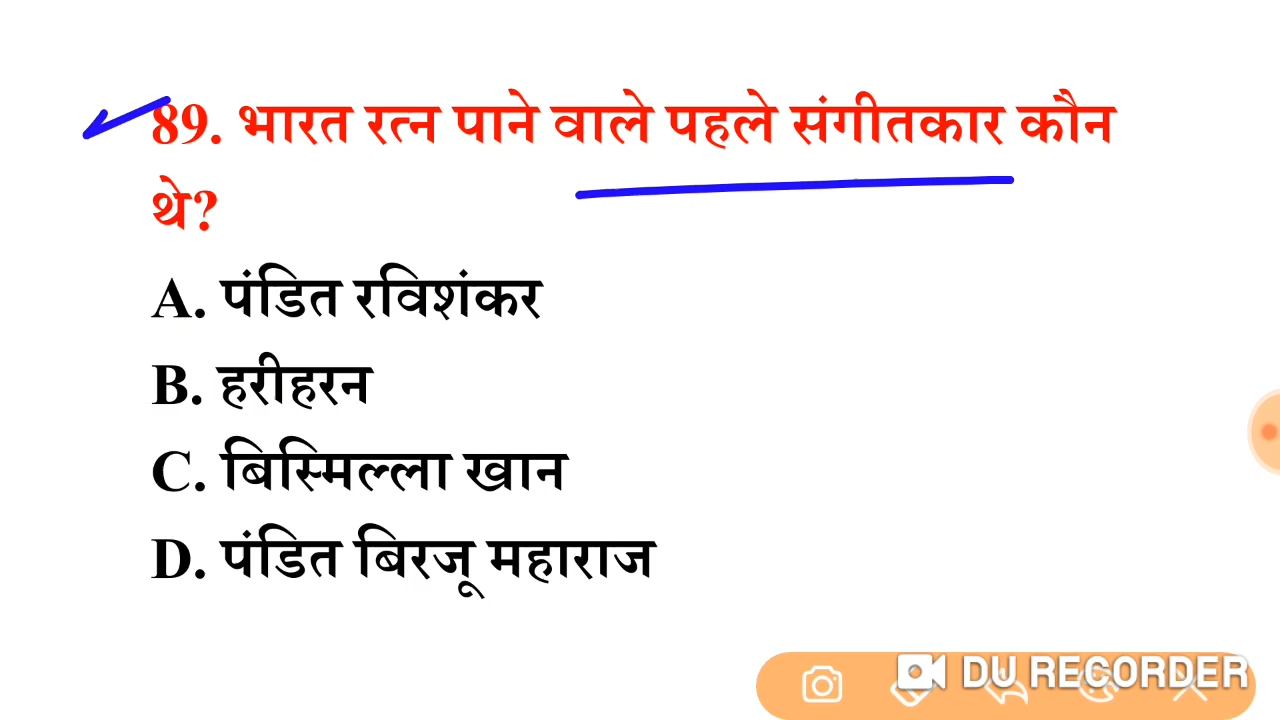 89. भारत रत्न पाने वाले पहले संगीतकार कौन
थे?
A. पंडित रविशंकर
B. हरीहरन
C. बिस्मिल्ला खान
D. पंडित बिरजू महाराज
DU RECORDER